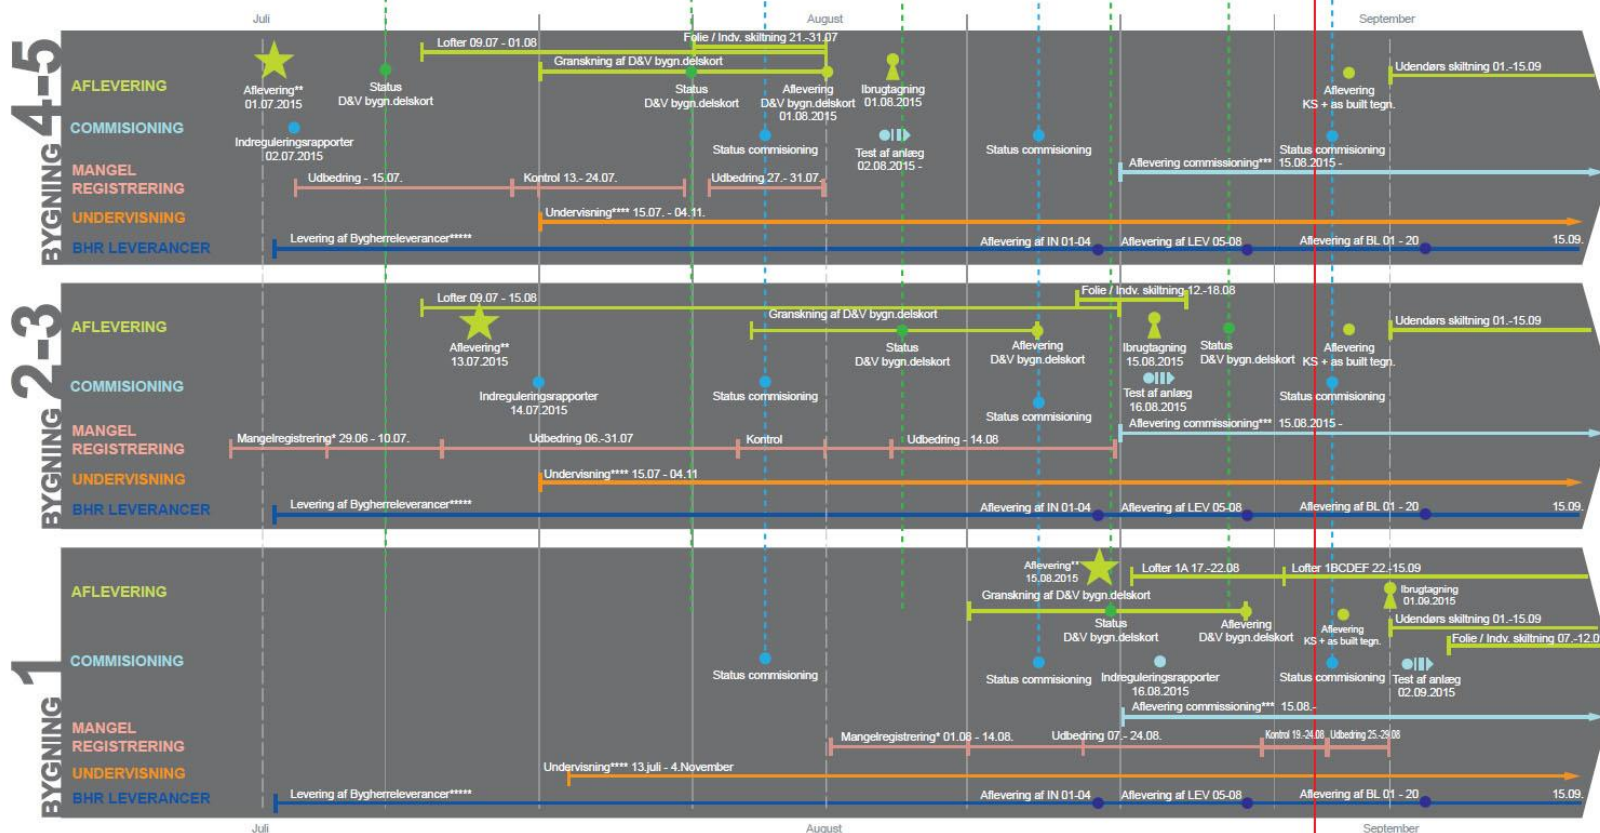 Juli
August
September
BYGNING 4-5
AFLEVERING
Lofter 09.07 - 01.08
Folie / Indv. skiltning 21.-31.07
Granskning af D&V bygn.delskort
Udendørs skiltning 01.-15.09
Aflevering**
01.07.2015
Status
D&V bygn.delskort
Status
D&V bygn.delskort
Aflevering
D&V bygn.delskort
01.08.2015
Ibrugtagning
01.08.2015
Aflevering
KS + as built tegn.
COMMISIONING
Indreguleringsrapporter
02.07.2015
Status commisioning
Test af anlæg
02.08.2015 -
Status commisioning
Status commisioning
Aflevering commissioning*** 15.08.2015 -
MANGEL
REGISTRERING
Udbedring - 15.07.
Kontrol 13.- 24.07.
Udbedring 27.- 31.07.
UNDERVISNING
Undervisning**** 15.07. - 04.11.
BHR LEVERANCER
Levering af Bygherreleverancer*****
Aflevering af IN 01-04
Aflevering af LEV 05-08
Aflevering af BL 01 - 20
15.09.
BYGNING 2-3
AFLEVERING
Lofter 09.07 - 15.08
Folie / Indv. skiltning 12.-18.08
Granskning af D&V bygn.delskort
Udendørs skiltning 01.-15.09
Aflevering**
13.07.2015
Status
D&V bygn.delskort
Aflevering
D&V bygn.delskort
Ibrugtagning
15.08.2015
Status
D&V bygn.delskort
Aflevering
KS + as built tegn.
COMMISIONING
Indreguleringsrapporter
14.07.2015
Status commisioning
Status commisioning
Test af anlæg
16.08.2015
Status commisioning
Aflevering commissioning*** 15.08.2015 -
MANGEL
REGISTRERING
Mangelregistrering* 29.06 - 10.07.
Udbedring 06.-31.07
Kontrol
Udbedring - 14.08
UNDERVISNING
Undervisning**** 15.07 - 04.11
BHR LEVERANCER
Levering af Bygherreleverancer*****
Aflevering af IN 01-04
Aflevering af LEV 05-08
Aflevering af BL 01 - 20
15.09.
BYGNING 1
AFLEVERING
Aflevering**
15.08.2015
Lofter 1A 17.-22.08
Lofter 1BCDEF 22.-15.09
Granskning af D&V bygn.delskort
Ibrugtagning
01.09.2015
Status
D&V bygn.delskort
Aflevering
D&V bygn.delskort
Aflevering
KS + as built tegn.
Udendørs skiltning 01.-15.09
Folie / Indv. skiltning 07.-12.0
COMMISIONING
Status commisioning
Status commisioning
Indreguleringsrapporter
16.08.2015
Status commisioning
Test af anlæg
02.09.2015
Aflevering commissioning*** 15.08.-
MANGEL
REGISTRERING
Mangelregistrering* 01.08 - 14.08.
Udbedring 07.- 24.08.
Kontrol 19.-24.08
Udbedring 25.-29.08
UNDERVISNING
Undervisning**** 13.juli - 4.November
BHR LEVERANCER
Levering af Bygherreleverancer*****
Aflevering af IN 01-04
Aflevering af LEV 05-08
Aflevering af BL 01 - 20
15.09.
Juli
August
September